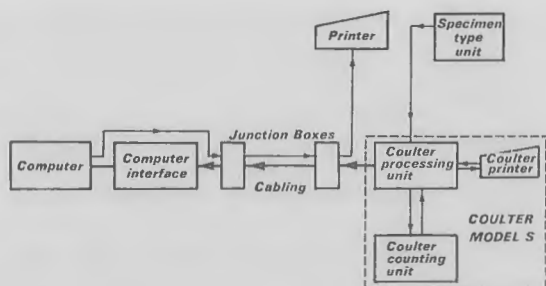 Printer
Specimen
type
unit
Junction Boxes
Computer
Computer
interface
Cabling
Coulter
processing
unit
Coulter
printer
COULTER
MODEL S
Coulter
counting
unit